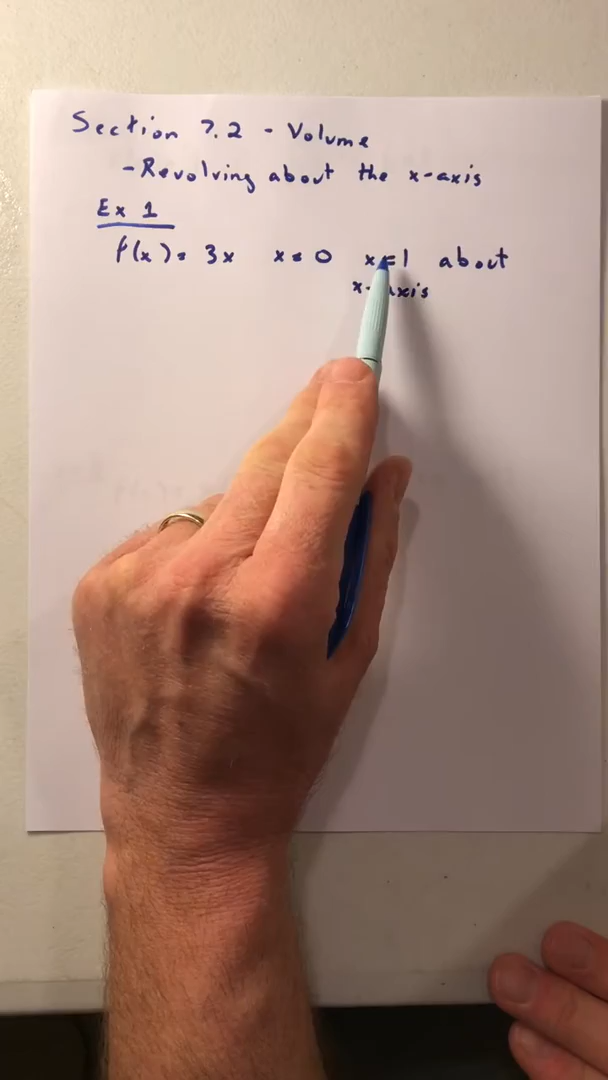 Section 7.2 - Volume
- Revolving about the x-axis
Ex 1
f(x) = 3x x = 0 x = 1 about
x-axis